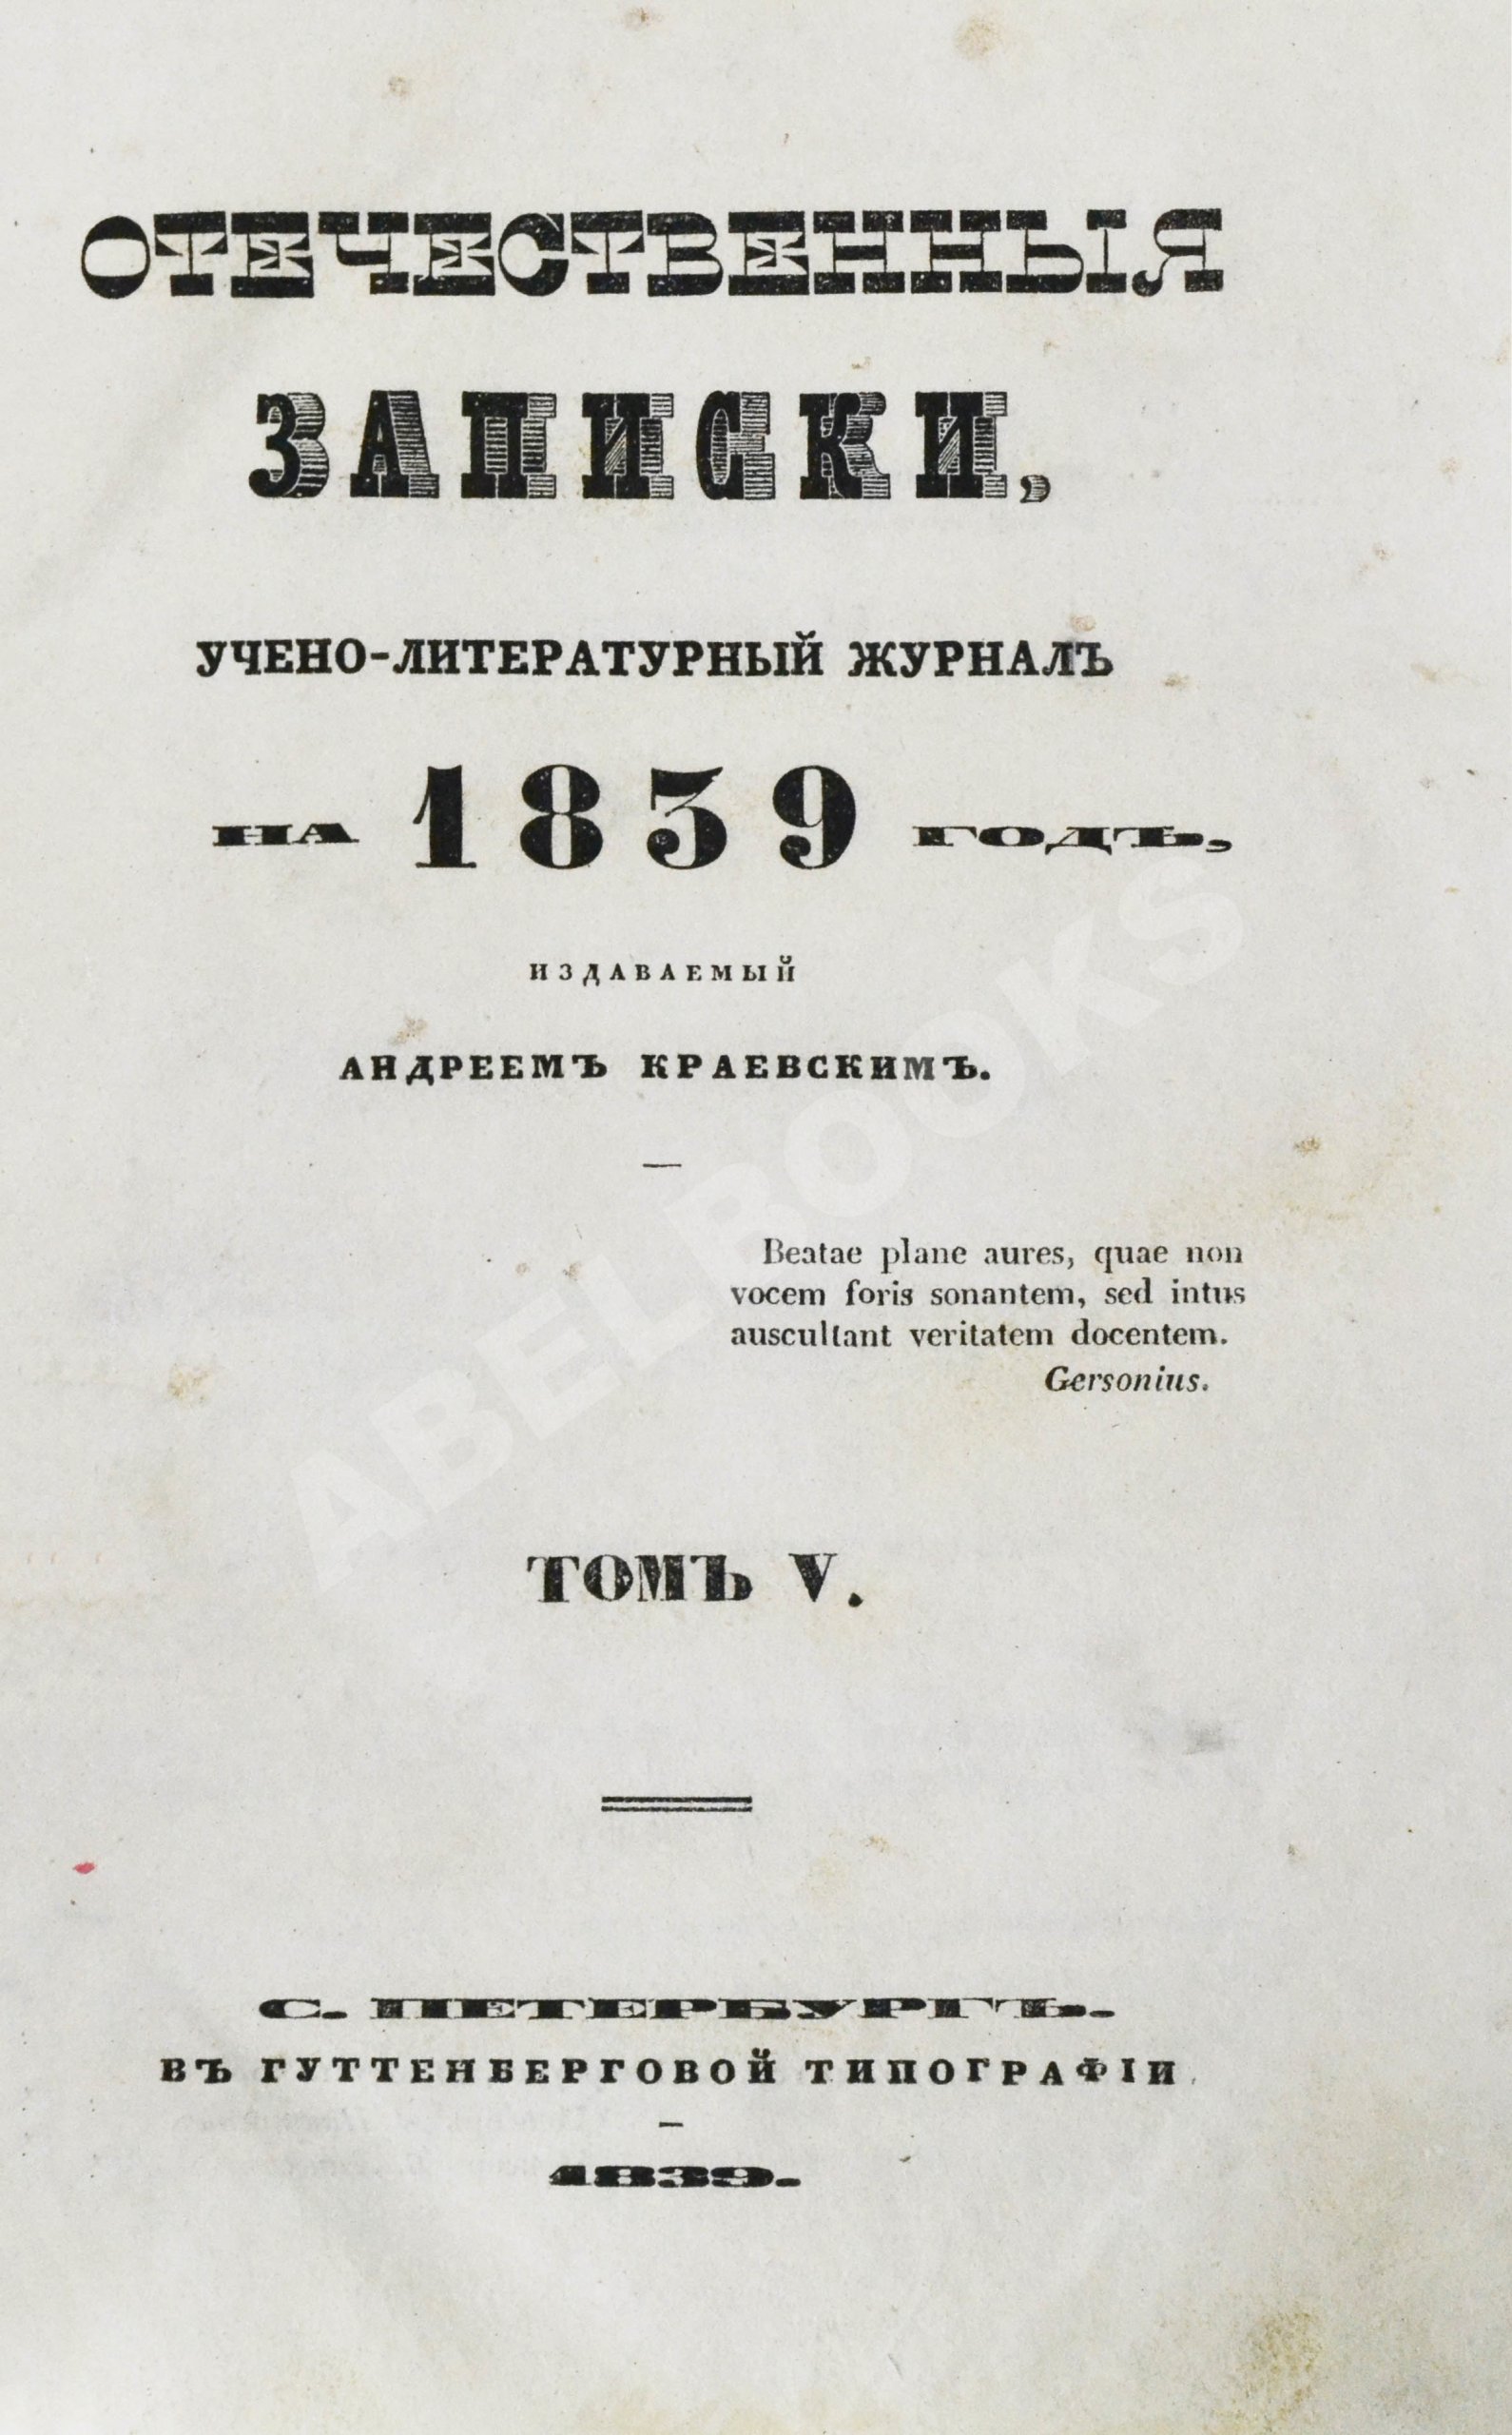 ОТЕЧЕСТВЕННЫЯ
ЗАПИСКИ,
УЧЕНО-ЛИТЕРАТУРНЫЙ ЖУРНАЛЪ
НА 1839 ГОДЪ,
ИЗДАВАЕМЫЙ
АНДРЕЕМЪ КРАЕВСКИМЪ.
Beatae plane aures, quae non
vocem foris sonantem, sed intus
auscultant veritatem docentem.
Gersonius.
ТОМЪ V.
С. ПЕТЕРБУРГЪ.
ВЪ ГУТТЕНБЕРГОВОЙ ТИПОГРАФІИ.
1839.
ABELBOOKS